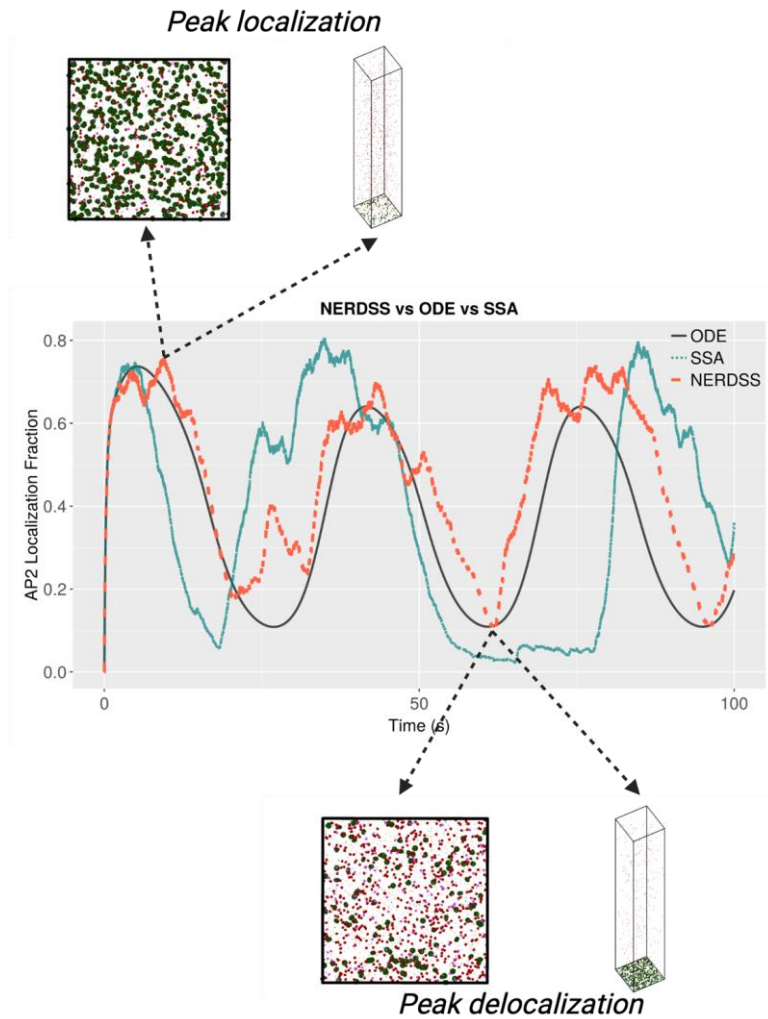 Peak localization
NERDSS vs ODE vs SSA
0.8
0.6
0.4
0.2
0.0
AP2 Localization Fraction
ODE
SSA
NERDSS
0
50
100
Time (s)
Peak delocalization